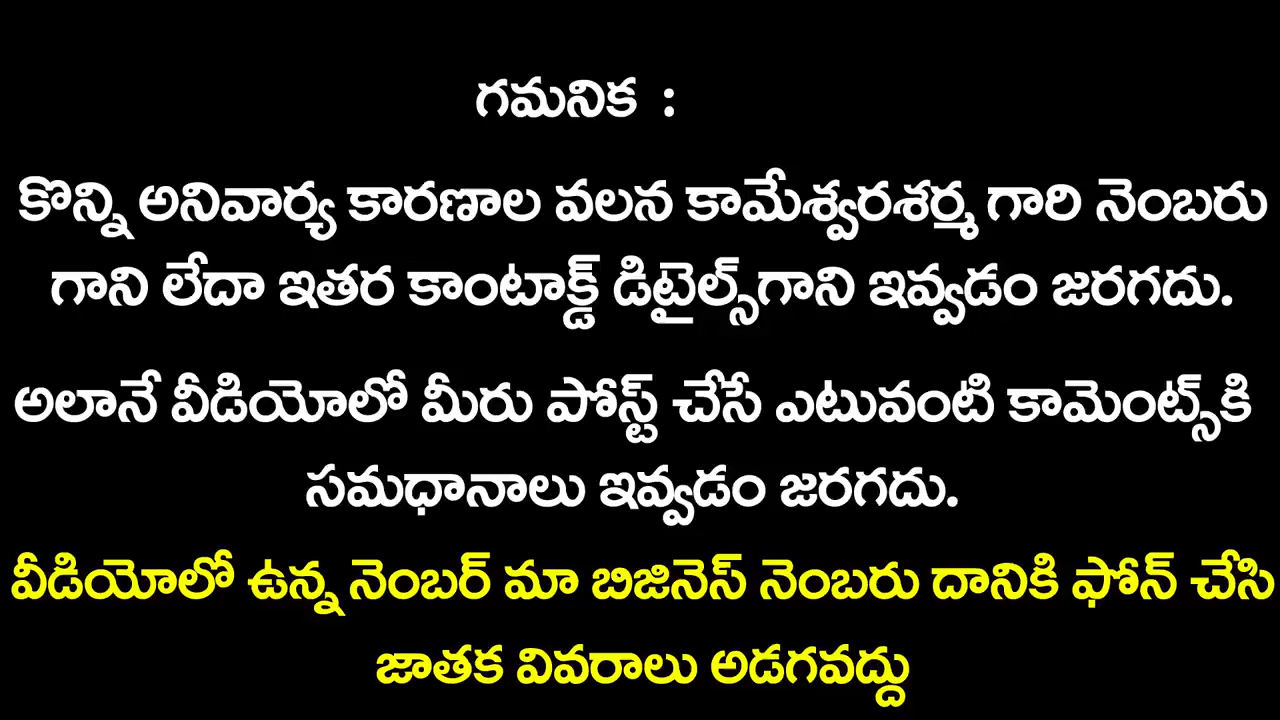 గమనిక :
కొన్ని అనివార్య కారణాల వలన కామేశ్వరశర్మ గారి నెంబరు
గాని లేదా ఇతర కాంటాక్డ్ డిటైల్స్‌గాని ఇవ్వడం జరగదు.
అలానే వీడియోలో మీరు పోస్ట్ చేసే ఎటువంటి కామెంట్స్‌కి
సమధానాలు ఇవ్వడం జరగదు.
వీడియోలో ఉన్న నెంబర్ మా బిజినెస్ నెంబరు దానికి ఫోన్ చేసి
జాతక వివరాలు అడగవద్దు